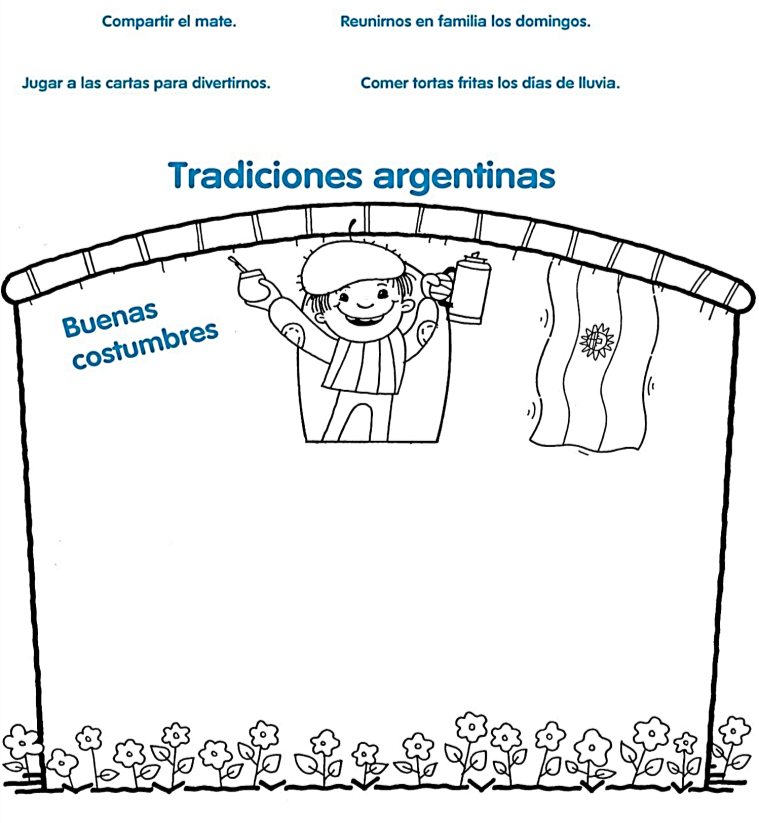 Compartir el mate.
Reunirnos en familia los domingos.
Jugar a las cartas para divertirnos.
Comer tortas fritas los días de lluvia.
Tradiciones argentinas
Buenas
costumbres